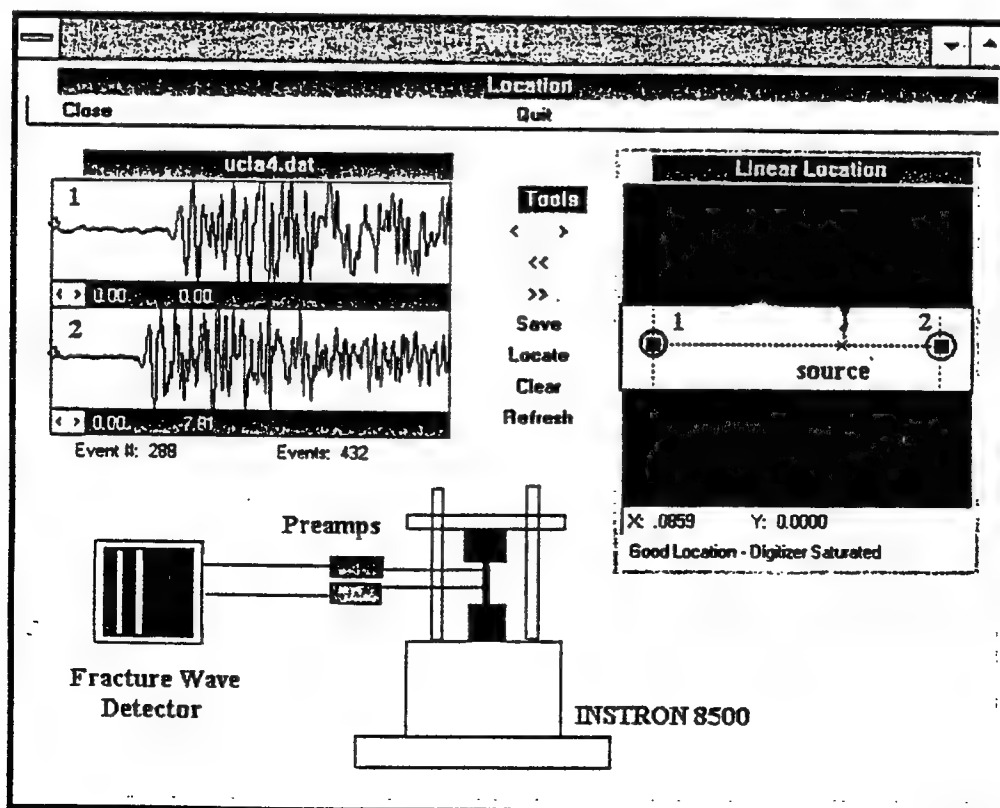 Location
Close Quit
ucla4.dat
1
0.00 0.00
2
0.00 -7.81
Event #: 288 Events: 432
Tools
< >
<<
>>
Save
Locate
Clear
Refresh
Linear Location
1 2
source
X: .0859 Y: 0.0000
Good Location - Digitizer Saturated
Preamps
Fracture Wave
Detector
INSTRON 8500